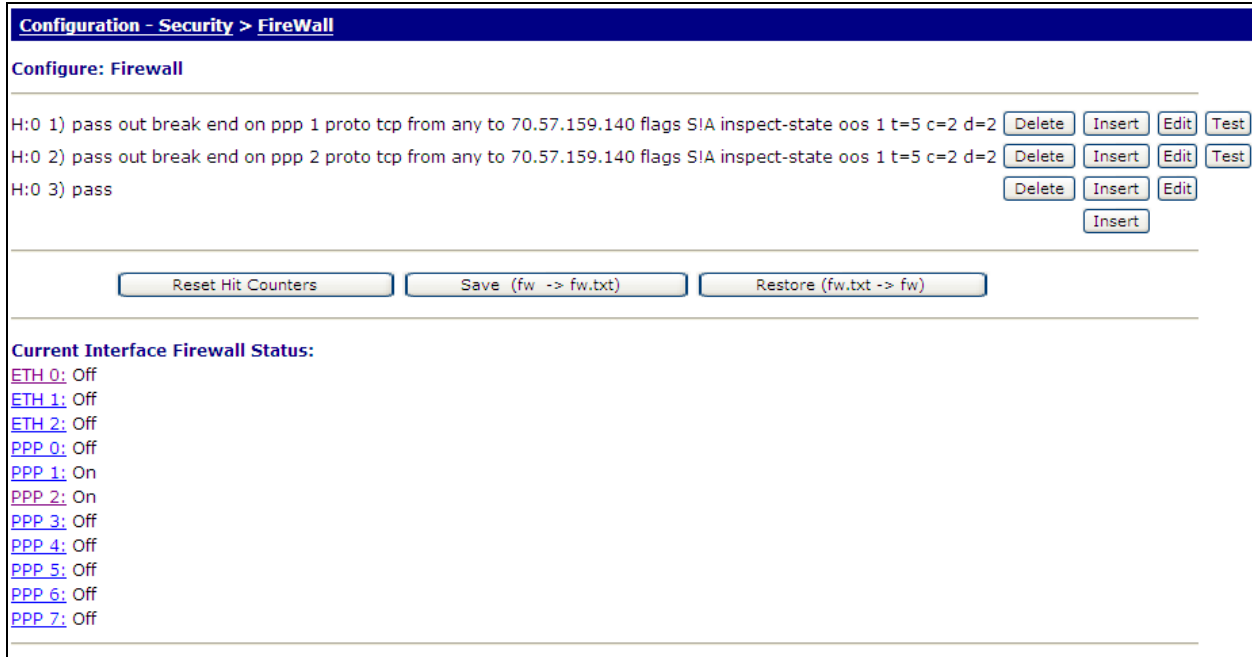 Configuration - Security > FireWall
Configure: Firewall
H:0 1) pass out break end on ppp 1 proto tcp from any to 70.57.159.140 flags S!A inspect-state oos 1 t=5 c=2 d=2 Delete Insert Edit Test
H:0 2) pass out break end on ppp 2 proto tcp from any to 70.57.159.140 flags S!A inspect-state oos 1 t=5 c=2 d=2 Delete Insert Edit Test
H:0 3) pass Delete Insert Edit
Insert
Reset Hit Counters Save (fw -> fw.txt) Restore (fw.txt -> fw)
Current Interface Firewall Status:
ETH 0: Off
ETH 1: Off
ETH 2: Off
PPP 0: Off
PPP 1: On
PPP 2: On
PPP 3: Off
PPP 4: Off
PPP 5: Off
PPP 6: Off
PPP 7: Off